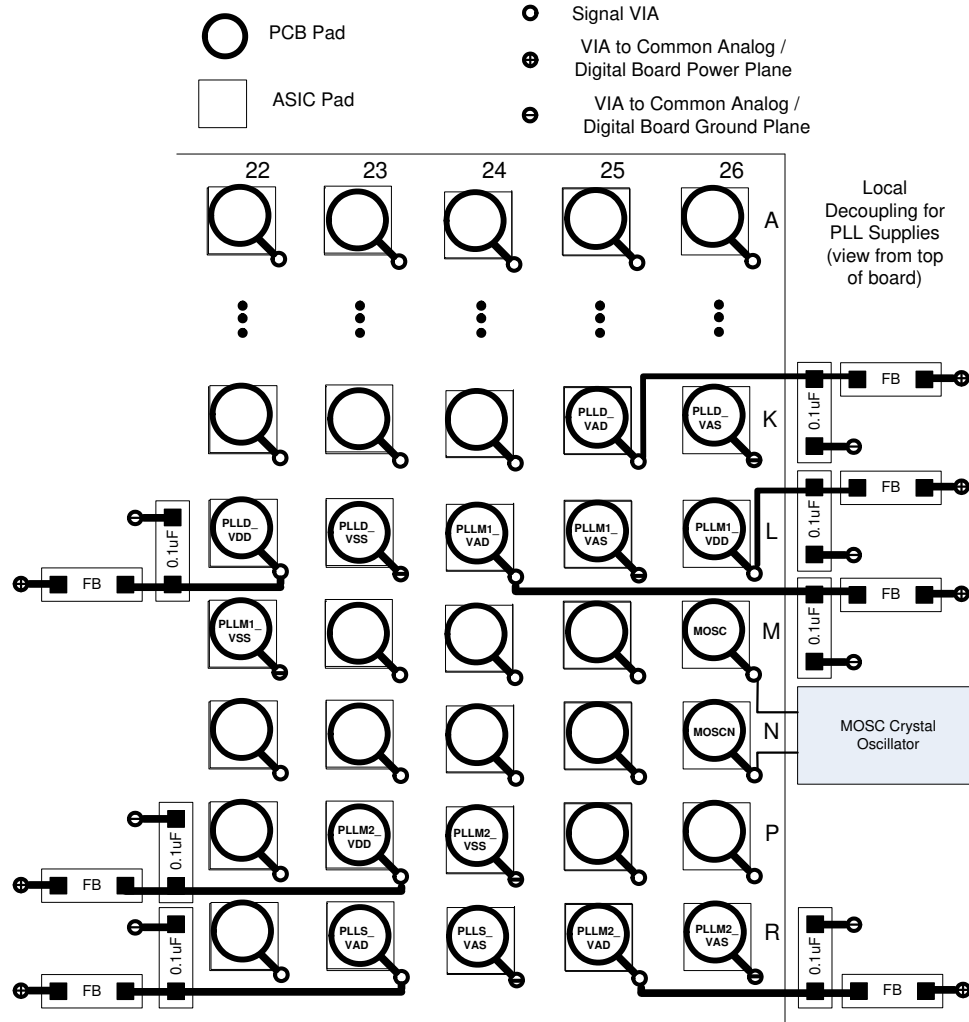 PCB Pad
ASIC Pad
Signal VIA
VIA to Common Analog /
Digital Board Power Plane
VIA to Common Analog /
Digital Board Ground Plane
22 23 24 25 26
A
Local
Decoupling for
PLL Supplies
(view from top
of board)
PLLD_
VAD
PLLD_
VAS
K
0.1uF
FB
PLLD_
VDD
PLLD_
VSS
PLLM1_
VAD
PLLM1_
VAS
PLLM1_
VDD
L
0.1uF
FB
0.1uF
FB
PLLM1_
VSS
MOSC
M
0.1uF
FB
MOSCN
N
MOSC Crystal
Oscillator
PLLM2_
VDD
PLLM2_
VSS
P
0.1uF
FB
PLLS_
VAD
PLLS_
VAS
PLLM2_
VAD
PLLM2_
VAS
R
0.1uF
FB
0.1uF
FB